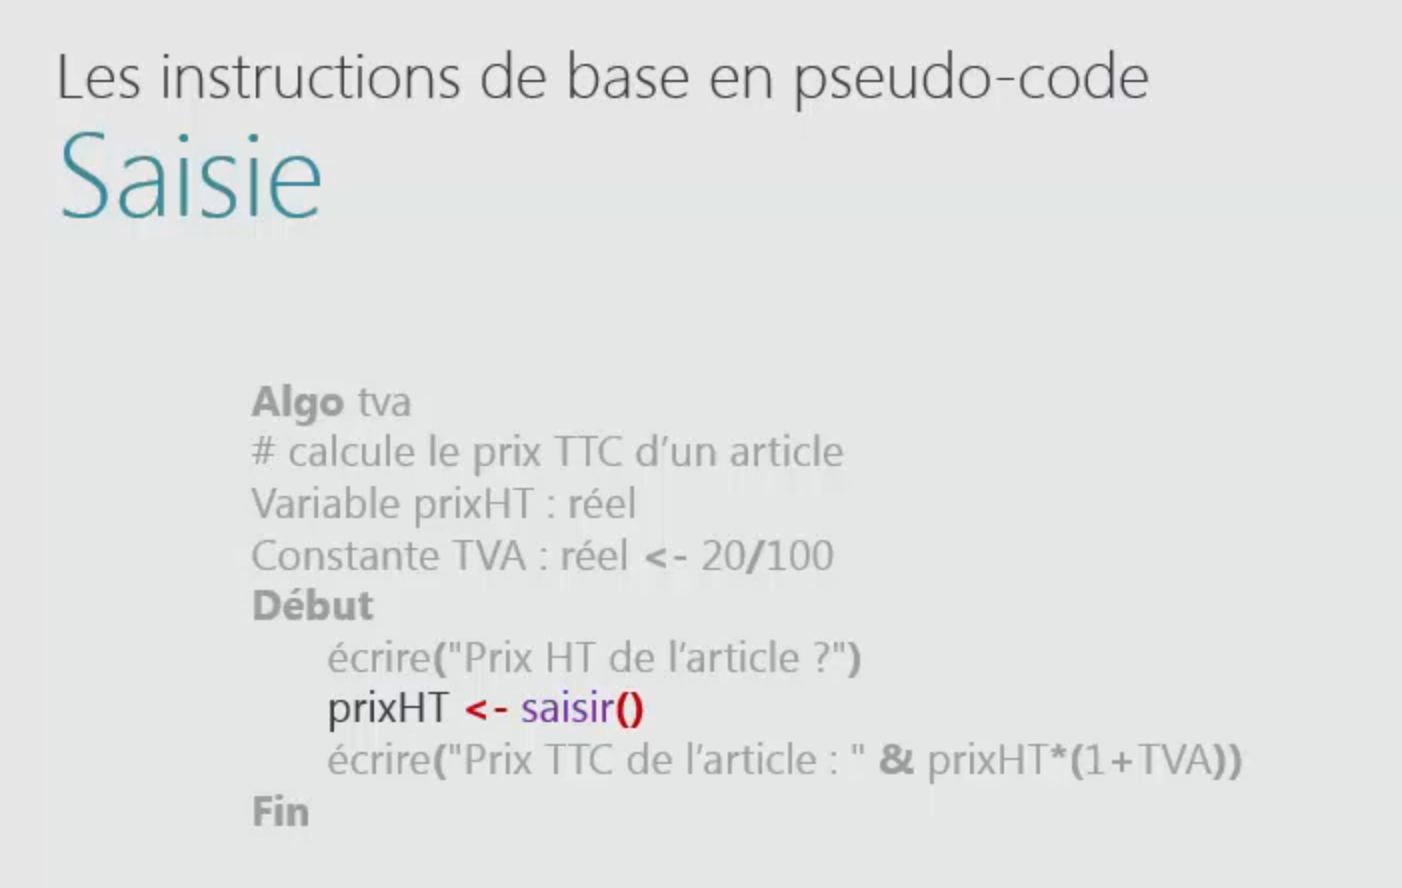 Les instructions de base en pseudo-code
Saisie
Algo tva
# calcule le prix TTC d’un article
Variable prixHT : réel
Constante TVA : réel <- 20/100
Début
écrire("Prix HT de l’article ?")
prixHT <- saisir()
écrire("Prix TTC de l’article : " & prixHT*(1+TVA))
Fin